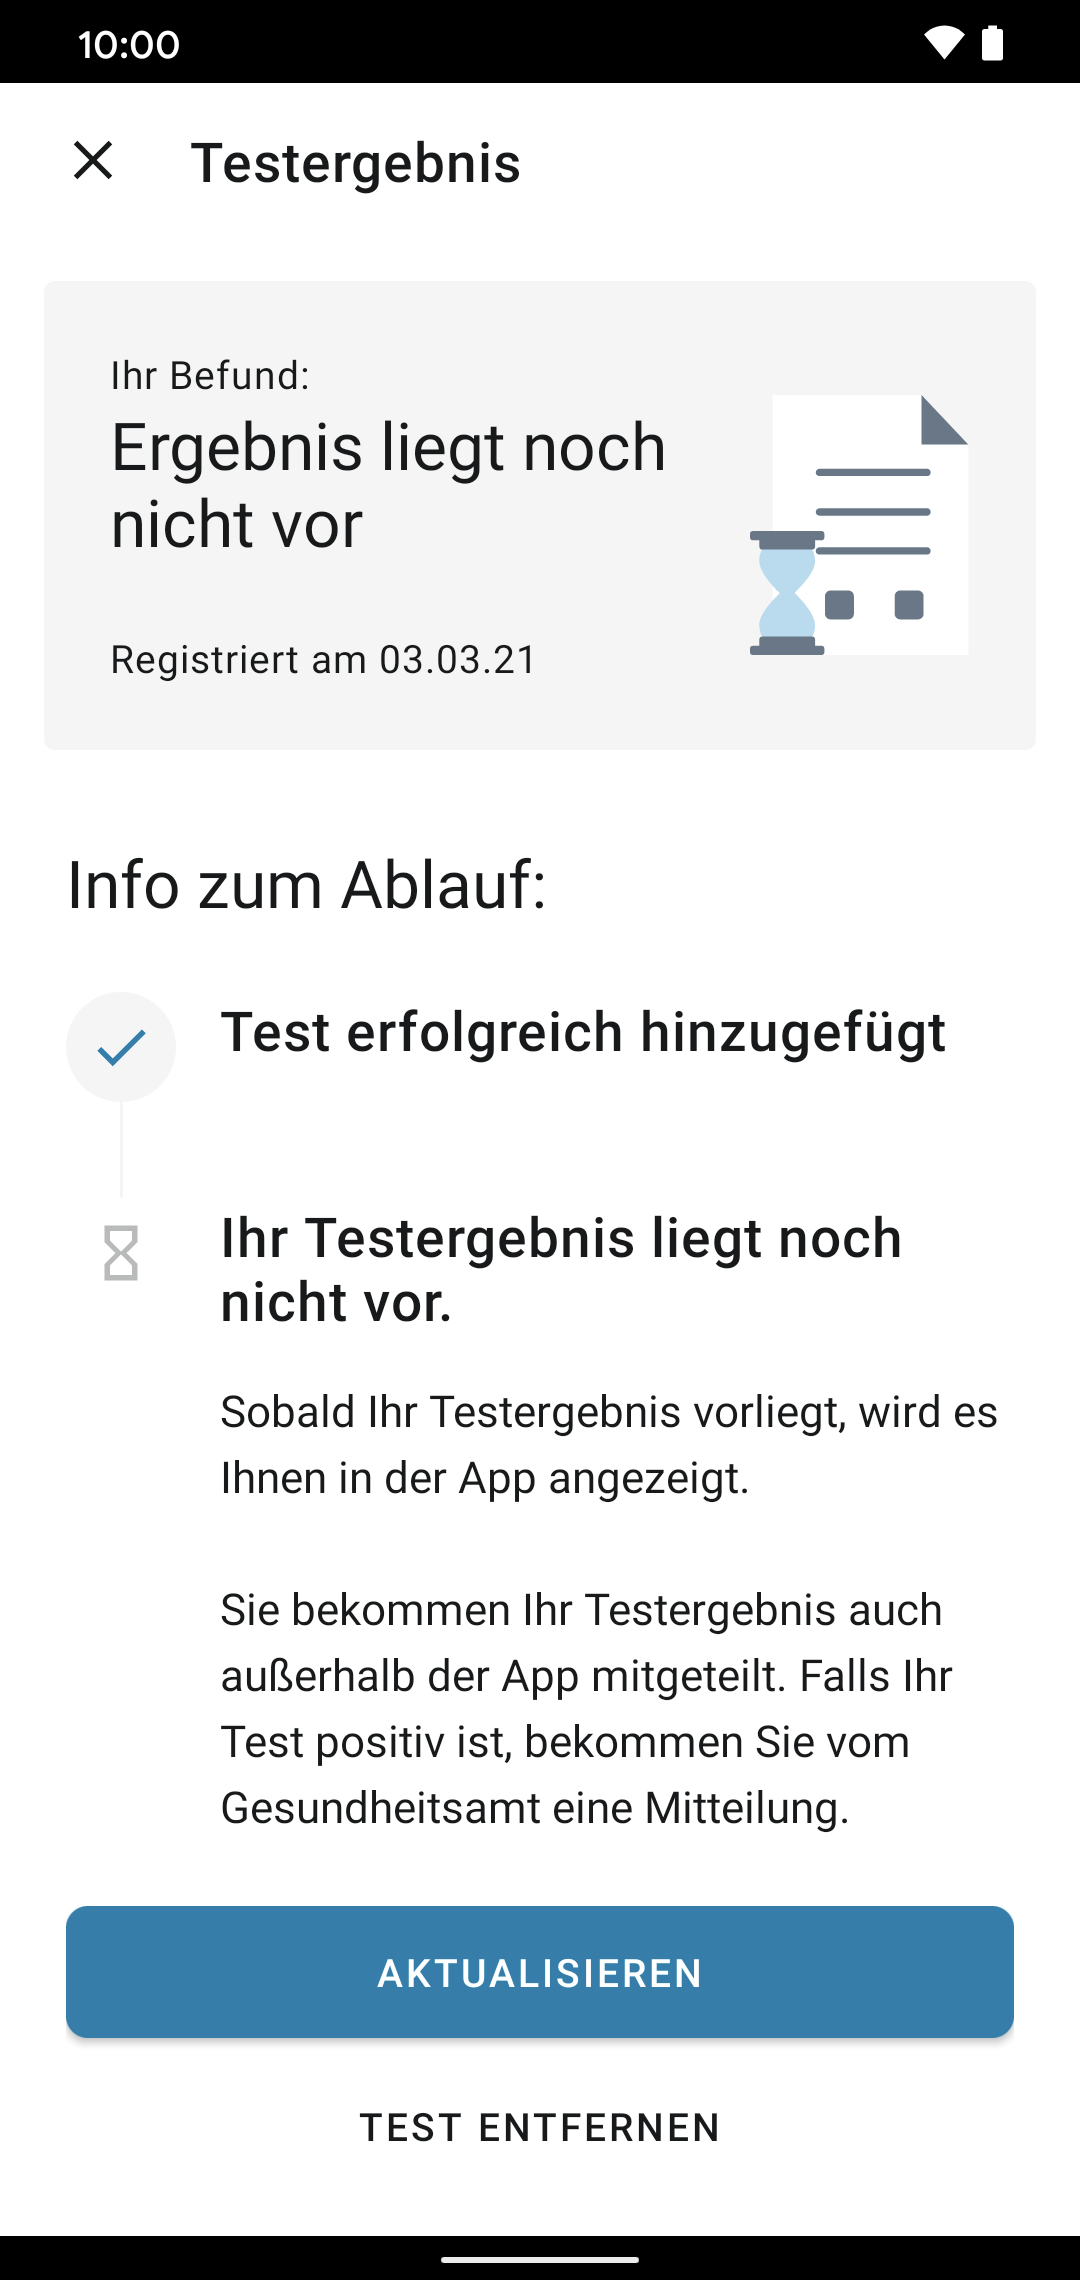 10:00
Testergebnis
Ihr Befund:
Ergebnis liegt noch
nicht vor
Registriert am 03.03.21
Info zum Ablauf:
Test erfolgreich hinzugefügt
Ihr Testergebnis liegt noch
nicht vor.
Sobald Ihr Testergebnis vorliegt, wird es
Ihnen in der App angezeigt.
Sie bekommen Ihr Testergebnis auch
außerhalb der App mitgeteilt. Falls Ihr
Test positiv ist, bekommen Sie vom
Gesundheitsamt eine Mitteilung.
AKTUALISIEREN
TEST ENTFERNEN